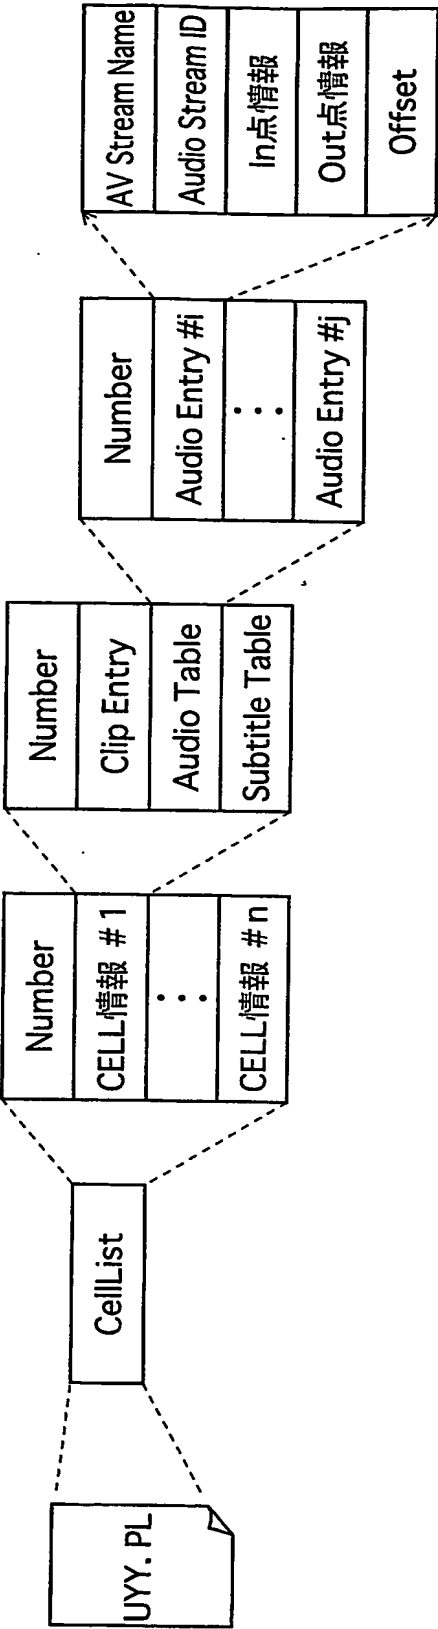 UYY.PL
CellList
Number
CELL情報 #1
⋮
CELL情報 #n
Number
Clip Entry
Audio Table
Subtitle Table
Number
Audio Entry #i
⋮
Audio Entry #j
AV Stream Name
Audio Stream ID
In点情報
Out点情報
Offset